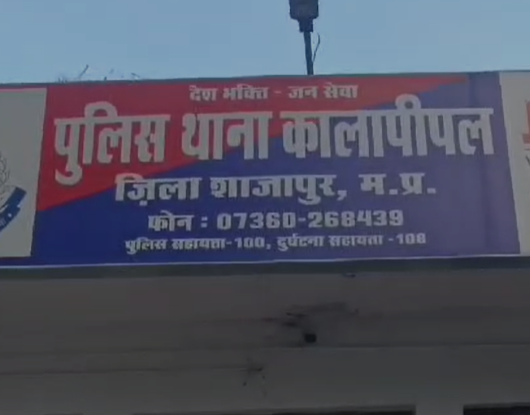 देश भक्ति - जन सेवा
पुलिस थाना कालापीपल
ज़िला शाजापुर, म.प्र.
फोन : 07360-268439
पुलिस सहायता-100, दुर्घटना सहायता -108